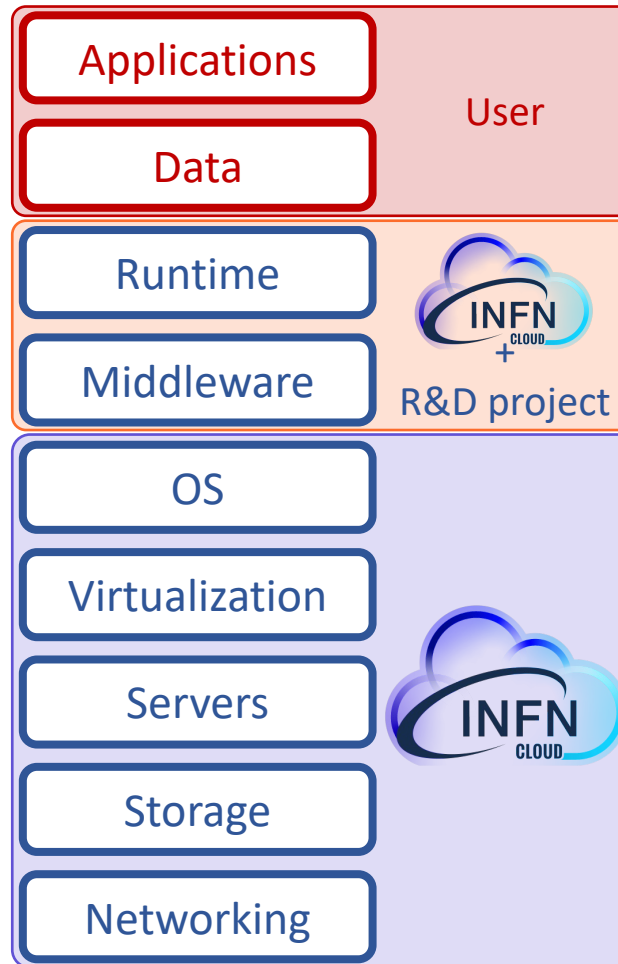 Applications
User
Data
Runtime
INFN
CLOUD
+
Middleware
R&D project
OS
Virtualization
Servers
INFN
CLOUD
Storage
Networking